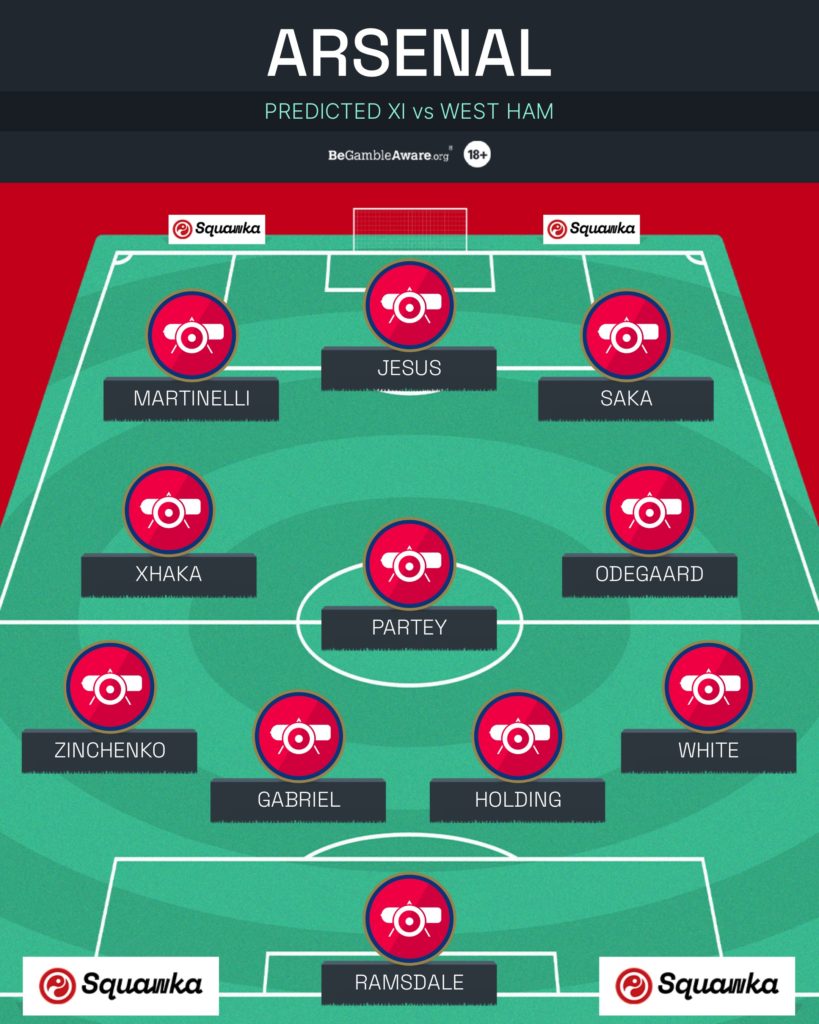 ARSENAL
PREDICTED XI vs WEST HAM
BeGambleAware.org® 18+
Squawka Squawka
JESUS
MARTINELLI SAKA
XHAKA ODEGAARD
PARTEY
ZINCHENKO WHITE
GABRIEL HOLDING
RAMSDALE
Squawka Squawka